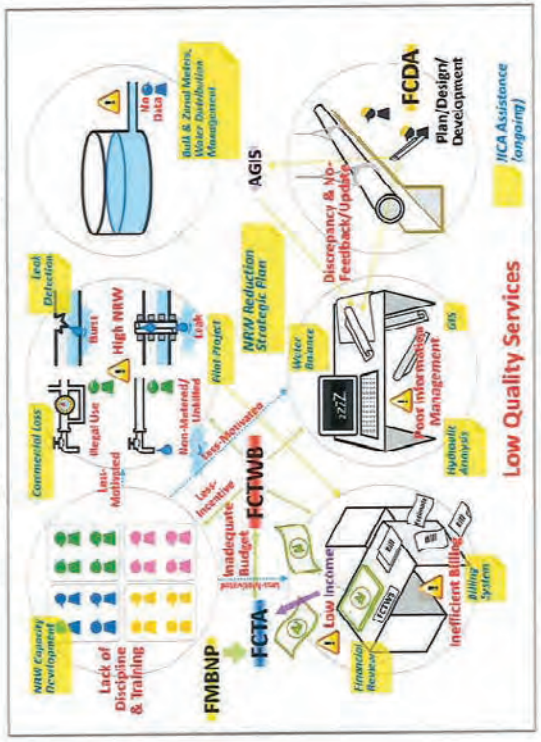 NRW Capacity
Development
Lack of
Discipline
& Training
Commercial Loss
Less-
Motivated
Illegal Use
Non-Metered/
Unbilled
Leak
Detection
Burst
High NRW
Leak
Pilot Project
No
Data
Bulk & Zonal Meters,
Water Distribution
Management
FMBNP
FCTA
Inadequate
Budget
FCTWB
Less-
Incentive
Less-Motivated
Less-Motivated
NRW Reduction
Strategic Plan
AGIS
Low Income
Financial
Review
FCTWB
Bill
Bill
Inefficient Billing
Billing
System
Water
Balance
zzZZ
Poor Information
Management
Hydraulic
Analysis
GIS
Discrepancy & No-
Feedback/Update
FCDA
Plan/Design/
Development
Low Quality Services
JICA Assistance
(ongoing)